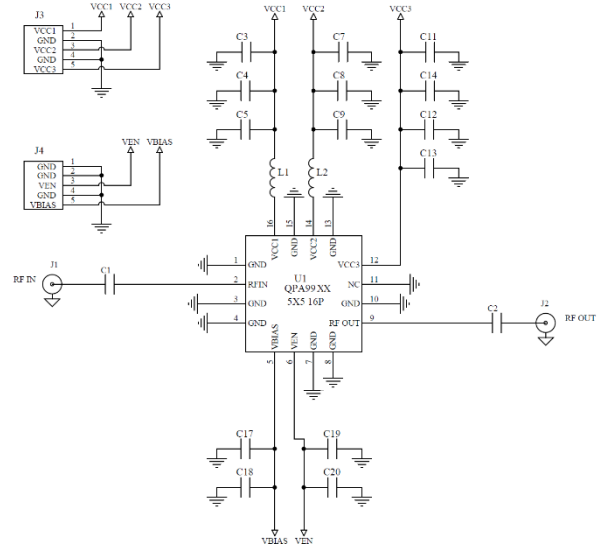 J3
VCC1 VCC2 VCC3
VCC1 1
GND 2
VCC2 3
GND 4
VCC3 5
VCC1 VCC2 VCC3
C3 C7 C11
C4 C8 C14
C5 C9 C12
C13
J4
VEN VBIAS
GND 1
GND 2
VEN 3
GND 4
VBIAS 5
L1 L2
16 15 14 13
VCC1 GND VCC2 GND
1 GND VCC3 12
J1
RF IN
C1
2 RFIN NC 11
U1
QPA99XX
5X5 16P
3 GND GND 10
4 GND RF OUT 9
C2
J2
RF OUT
VBIAS VEN GND GND
5 6 7 8
C17 C19
C18 C20
VBIAS VEN